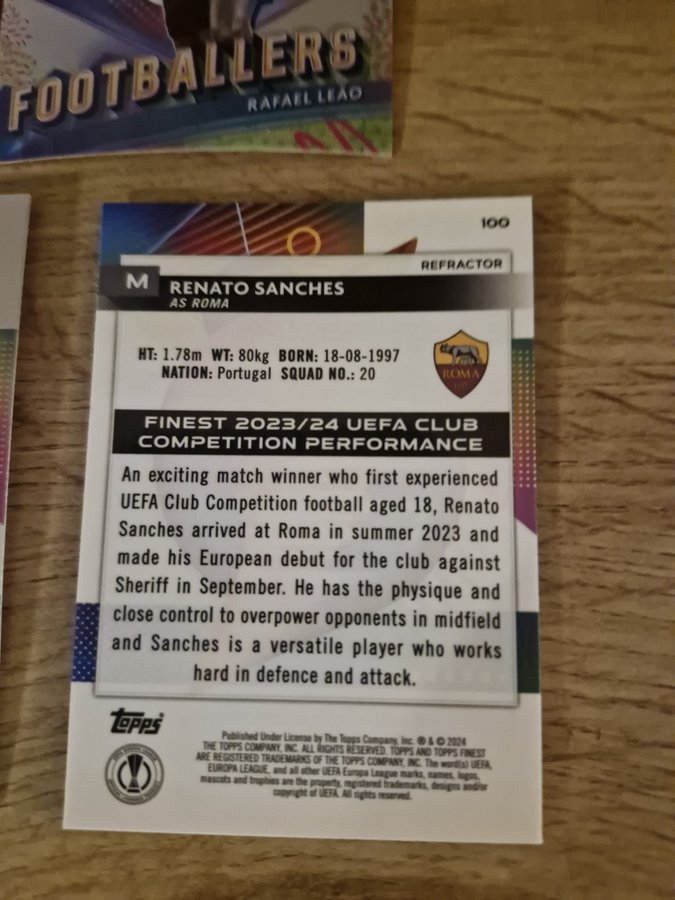 FOOTBALLERS
RAFAEL LEAO
100
REFRACTOR
M RENATO SANCHES
AS ROMA
HT: 1.78m WT: 80kg BORN: 18-08-1997
NATION: Portugal SQUAD NO.: 20
ROMA
FINEST 2023/24 UEFA CLUB
COMPETITION PERFORMANCE
An exciting match winner who first experienced
UEFA Club Competition football aged 18, Renato
Sanches arrived at Roma in summer 2023 and
made his European debut for the club against
Sheriff in September. He has the physique and
close control to overpower opponents in midfield
and Sanches is a versatile player who works
hard in defence and attack.
Topps
Published Under License by The Topps Company, Inc. ® & © 2024
THE TOPPS COMPANY, INC. ALL RIGHTS RESERVED. TOPPS AND TOPPS FINEST
ARE REGISTERED TRADEMARKS OF THE TOPPS COMPANY, INC. The word(s) UEFA,
EUROPA LEAGUE, and all other UEFA Europa League marks, names, logos,
mascots and trophies are the property, registered trademarks, designs and/or
copyright of UEFA. All rights reserved.